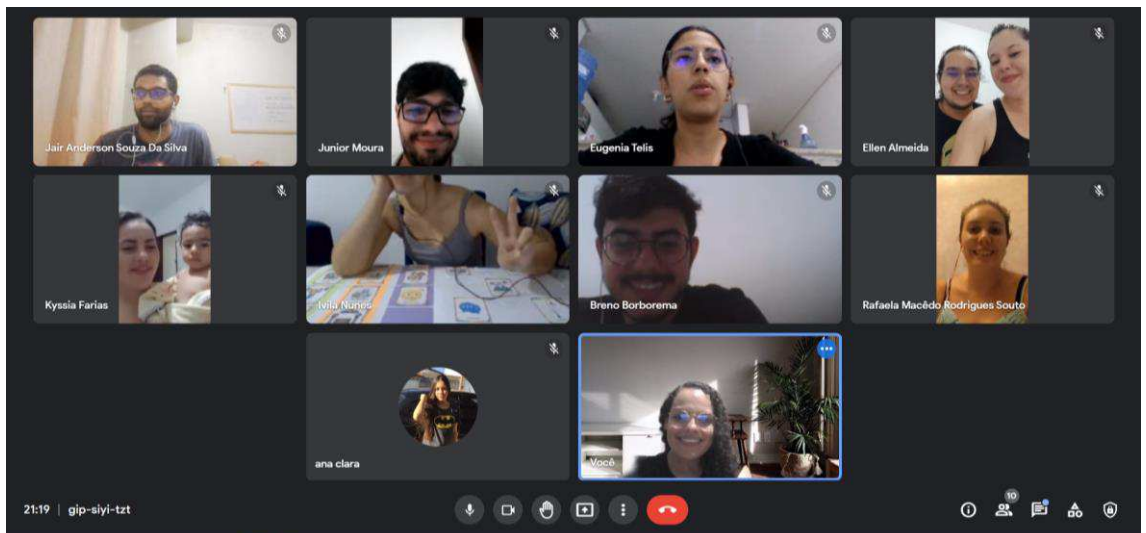 Jair Anderson Souza Da Silva
Junior Moura
Eugenia Telis
Ellen Almeida
Kyssia Farias
Ivila Nunes
Breno Borborema
Rafaela Macêdo Rodrigues Souto
ana clara
Você
21:19 | gip-siyi-tzt
10